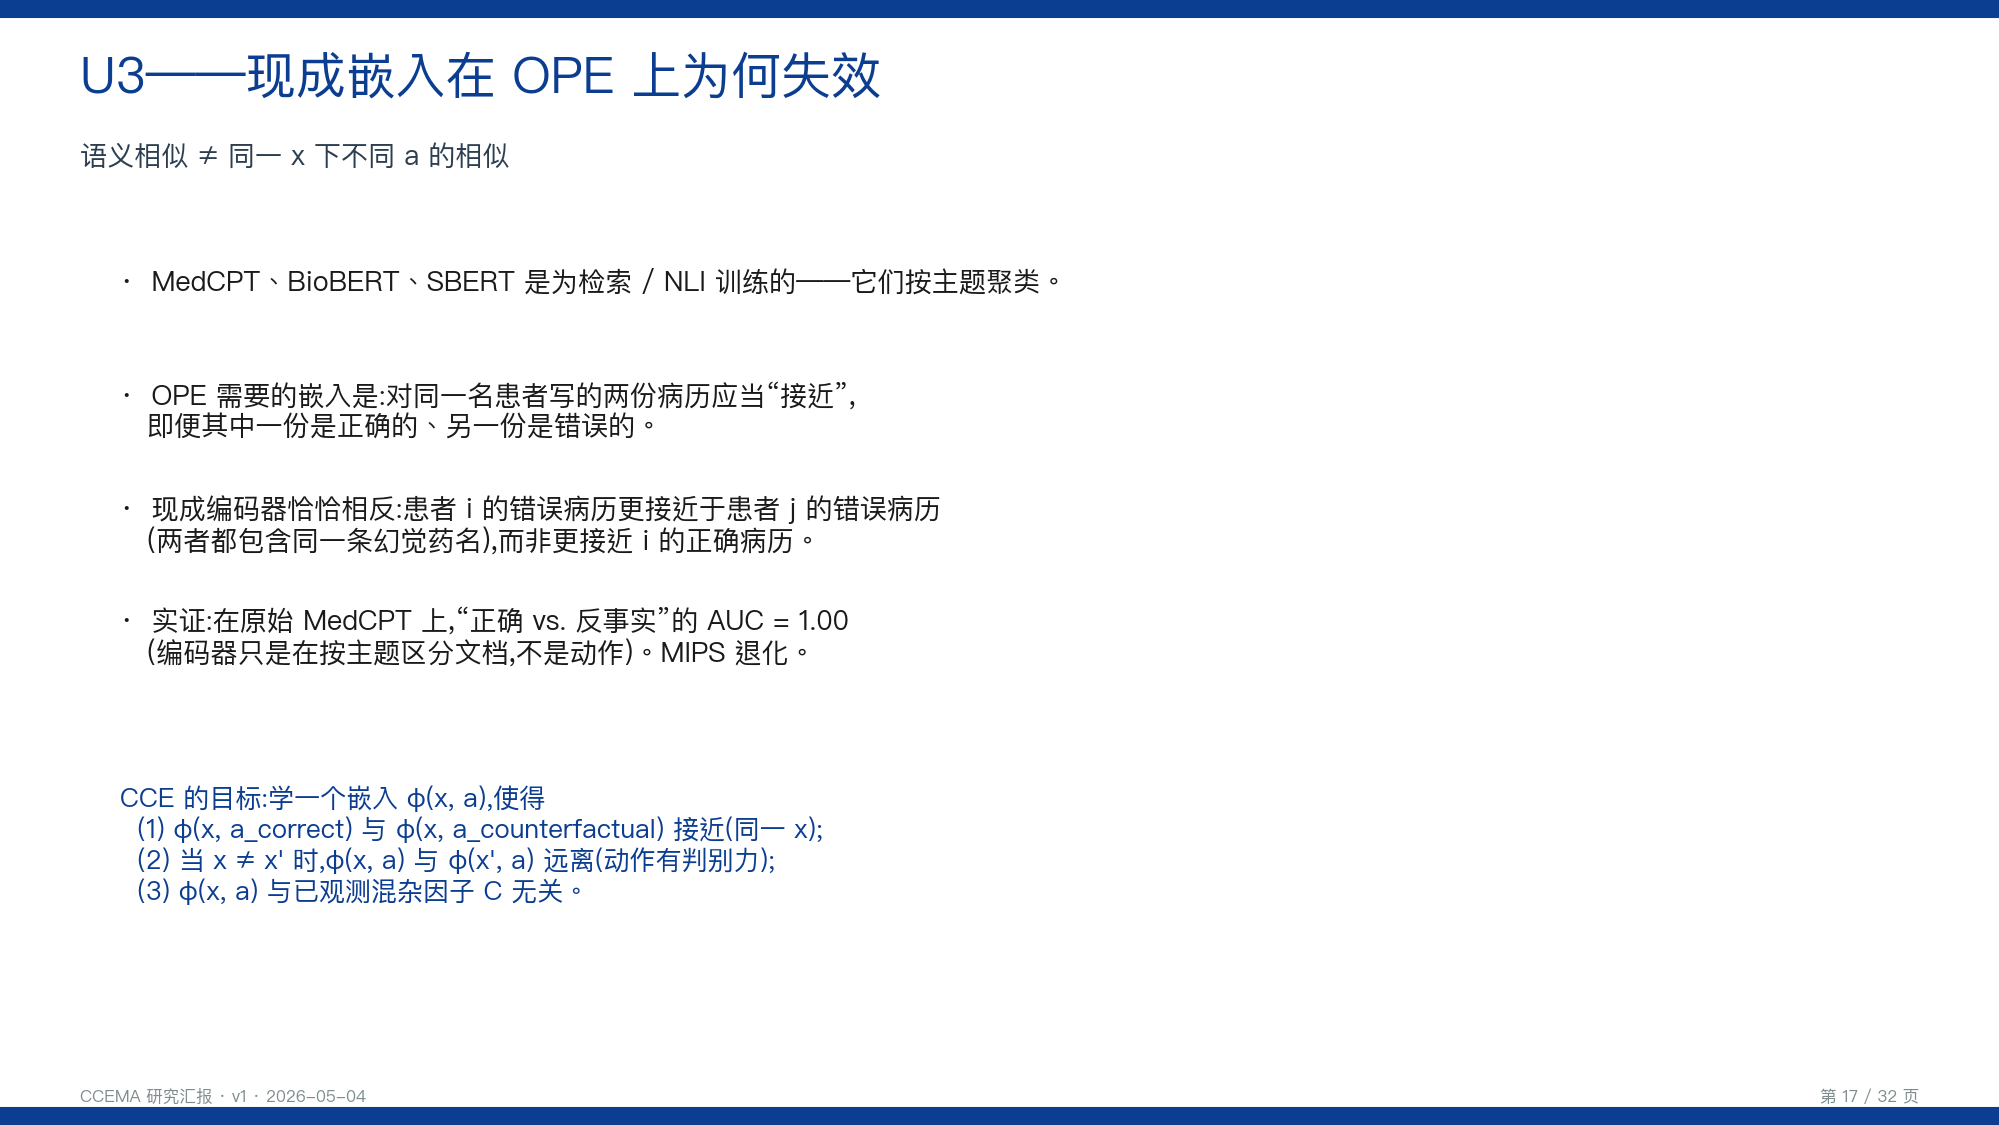 U3——现成嵌入在 OPE 上为何失效
语义相似 ≠ 同一 x 下不同 a 的相似
· MedCPT、BioBERT、SBERT 是为检索 / NLI 训练的——它们按主题聚类。
· OPE 需要的嵌入是:对同一名患者写的两份病历应当“接近”,
即便其中一份是正确的、另一份是错误的。
· 现成编码器恰恰相反:患者 i 的错误病历更接近于患者 j 的错误病历
(两者都包含同一条幻觉药名),而非更接近 i 的正确病历。
· 实证:在原始 MedCPT 上,“正确 vs. 反事实”的 AUC = 1.00
(编码器只是在按主题区分文档,不是动作)。MIPS 退化。
CCE 的目标:学一个嵌入 φ(x, a),使得
(1) φ(x, a_correct) 与 φ(x, a_counterfactual) 接近(同一 x);
(2) 当 x ≠ x' 时,φ(x, a) 与 φ(x', a) 远离(动作有判别力);
(3) φ(x, a) 与已观测混杂因子 C 无关。
CCEMA 研究汇报 · v1 · 2026-05-04
第 17 / 32 页